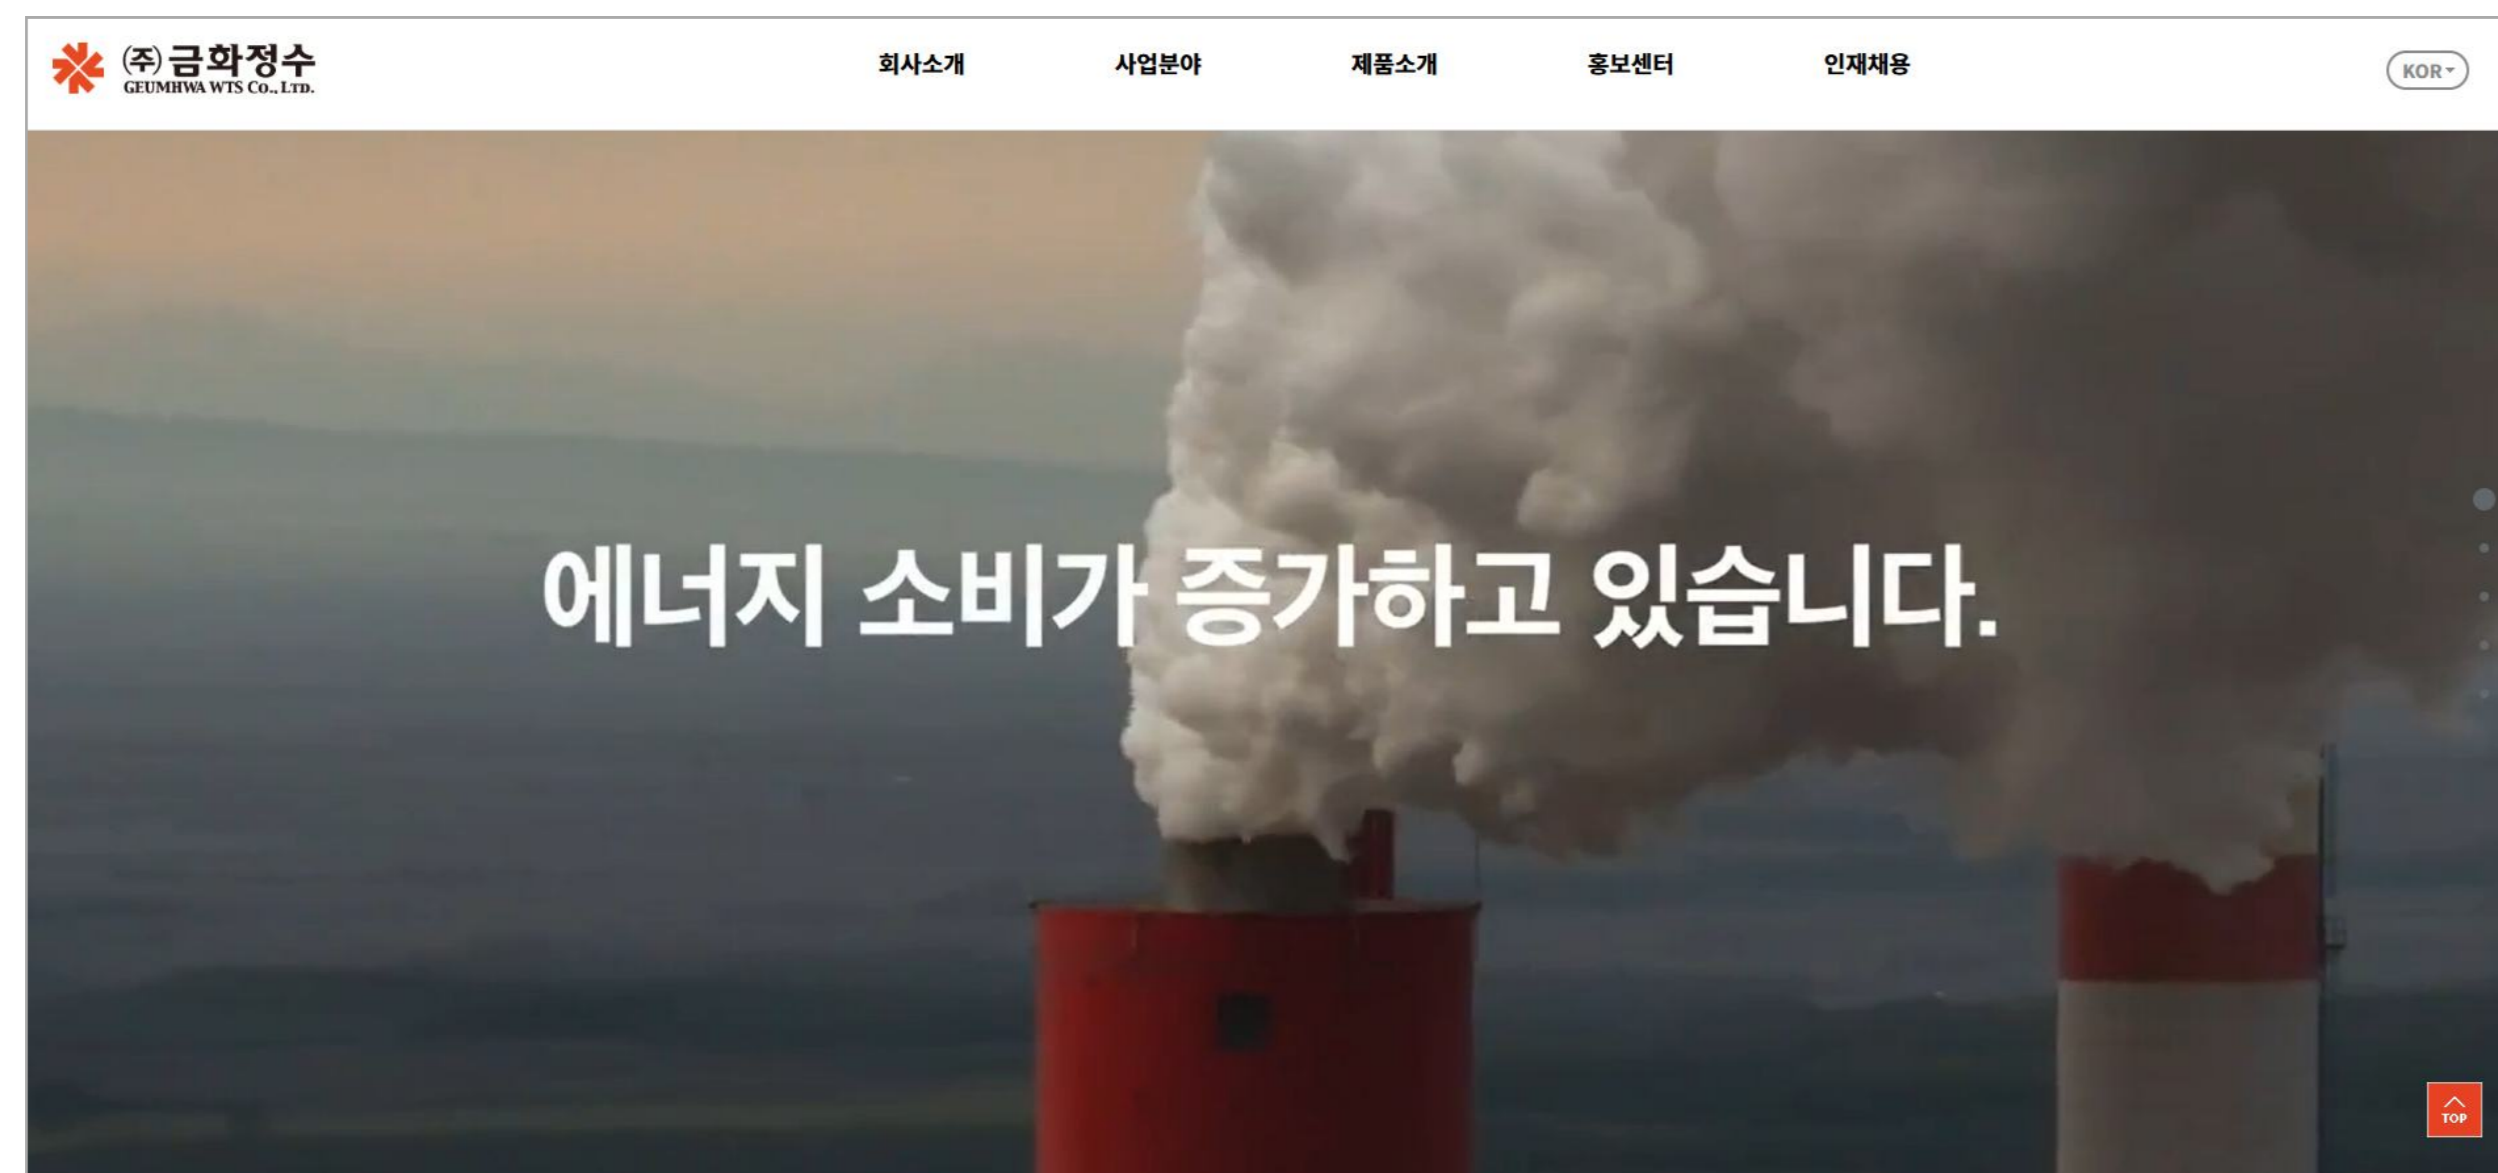 (주)금화정수
GEUMHWA WTS CO., LTD.
회사소개
사업분야
제품소개
홍보센터
인재채용
KOR
에너지 소비가 증가하고 있습니다.
TOP